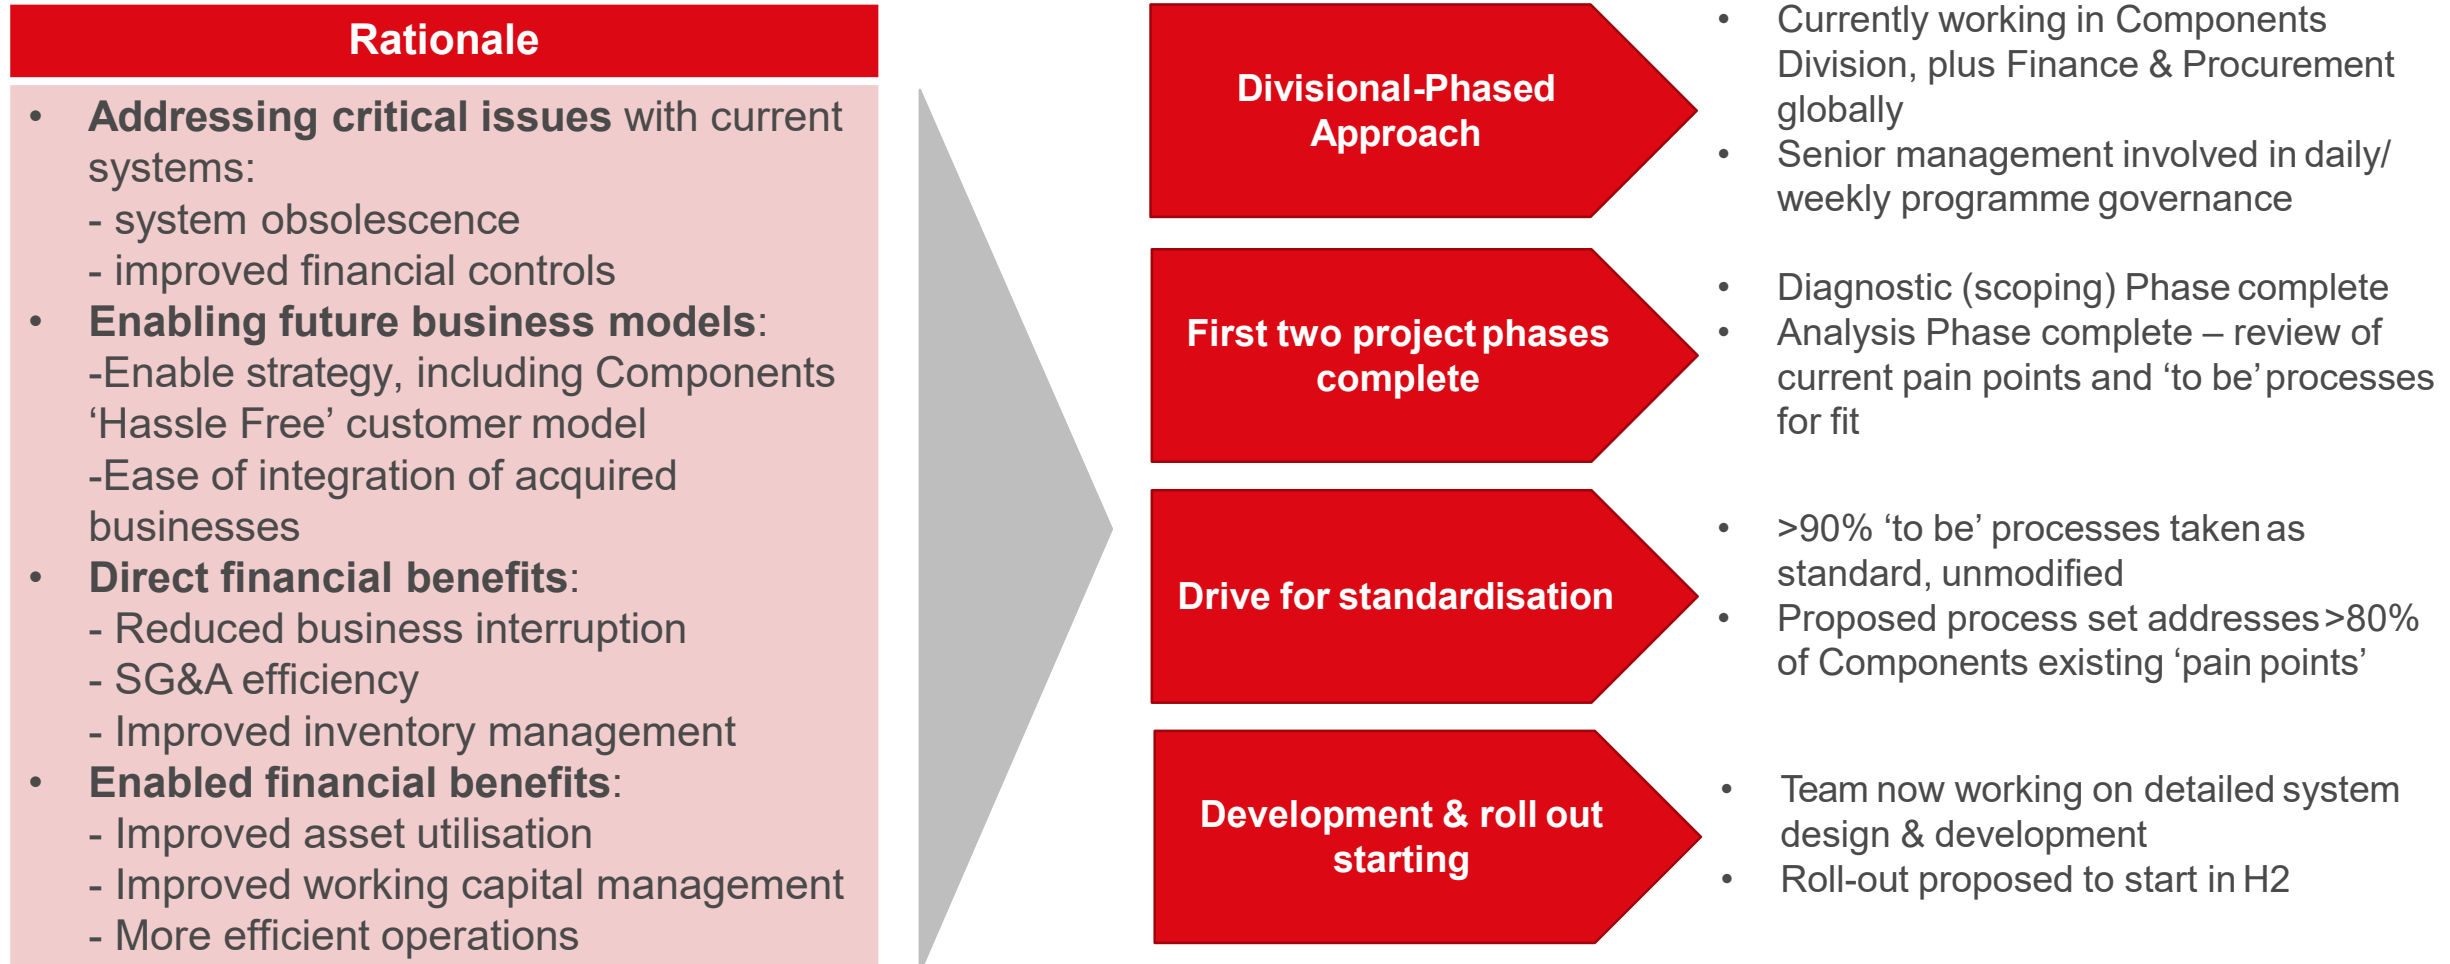 Rationale
• Addressing critical issues with current
systems:
- system obsolescence
- improved financial controls
• Enabling future business models:
-Enable strategy, including Components
‘Hassle Free’ customer model
-Ease of integration of acquired
businesses
• Direct financial benefits:
- Reduced business interruption
- SG&A efficiency
- Improved inventory management
• Enabled financial benefits:
- Improved asset utilisation
- Improved working capital management
- More efficient operations
Divisional-Phased
Approach
• Currently working in Components
Division, plus Finance & Procurement
globally
• Senior management involved in daily/
weekly programme governance
First two project phases
complete
• Diagnostic (scoping) Phase complete
• Analysis Phase complete – review of
current pain points and ‘to be’ processes
for fit
Drive for standardisation
• >90% ‘to be’ processes taken as
standard, unmodified
• Proposed process set addresses >80%
of Components existing ‘pain points’
Development & roll out
starting
• Team now working on detailed system
design & development
• Roll-out proposed to start in H2